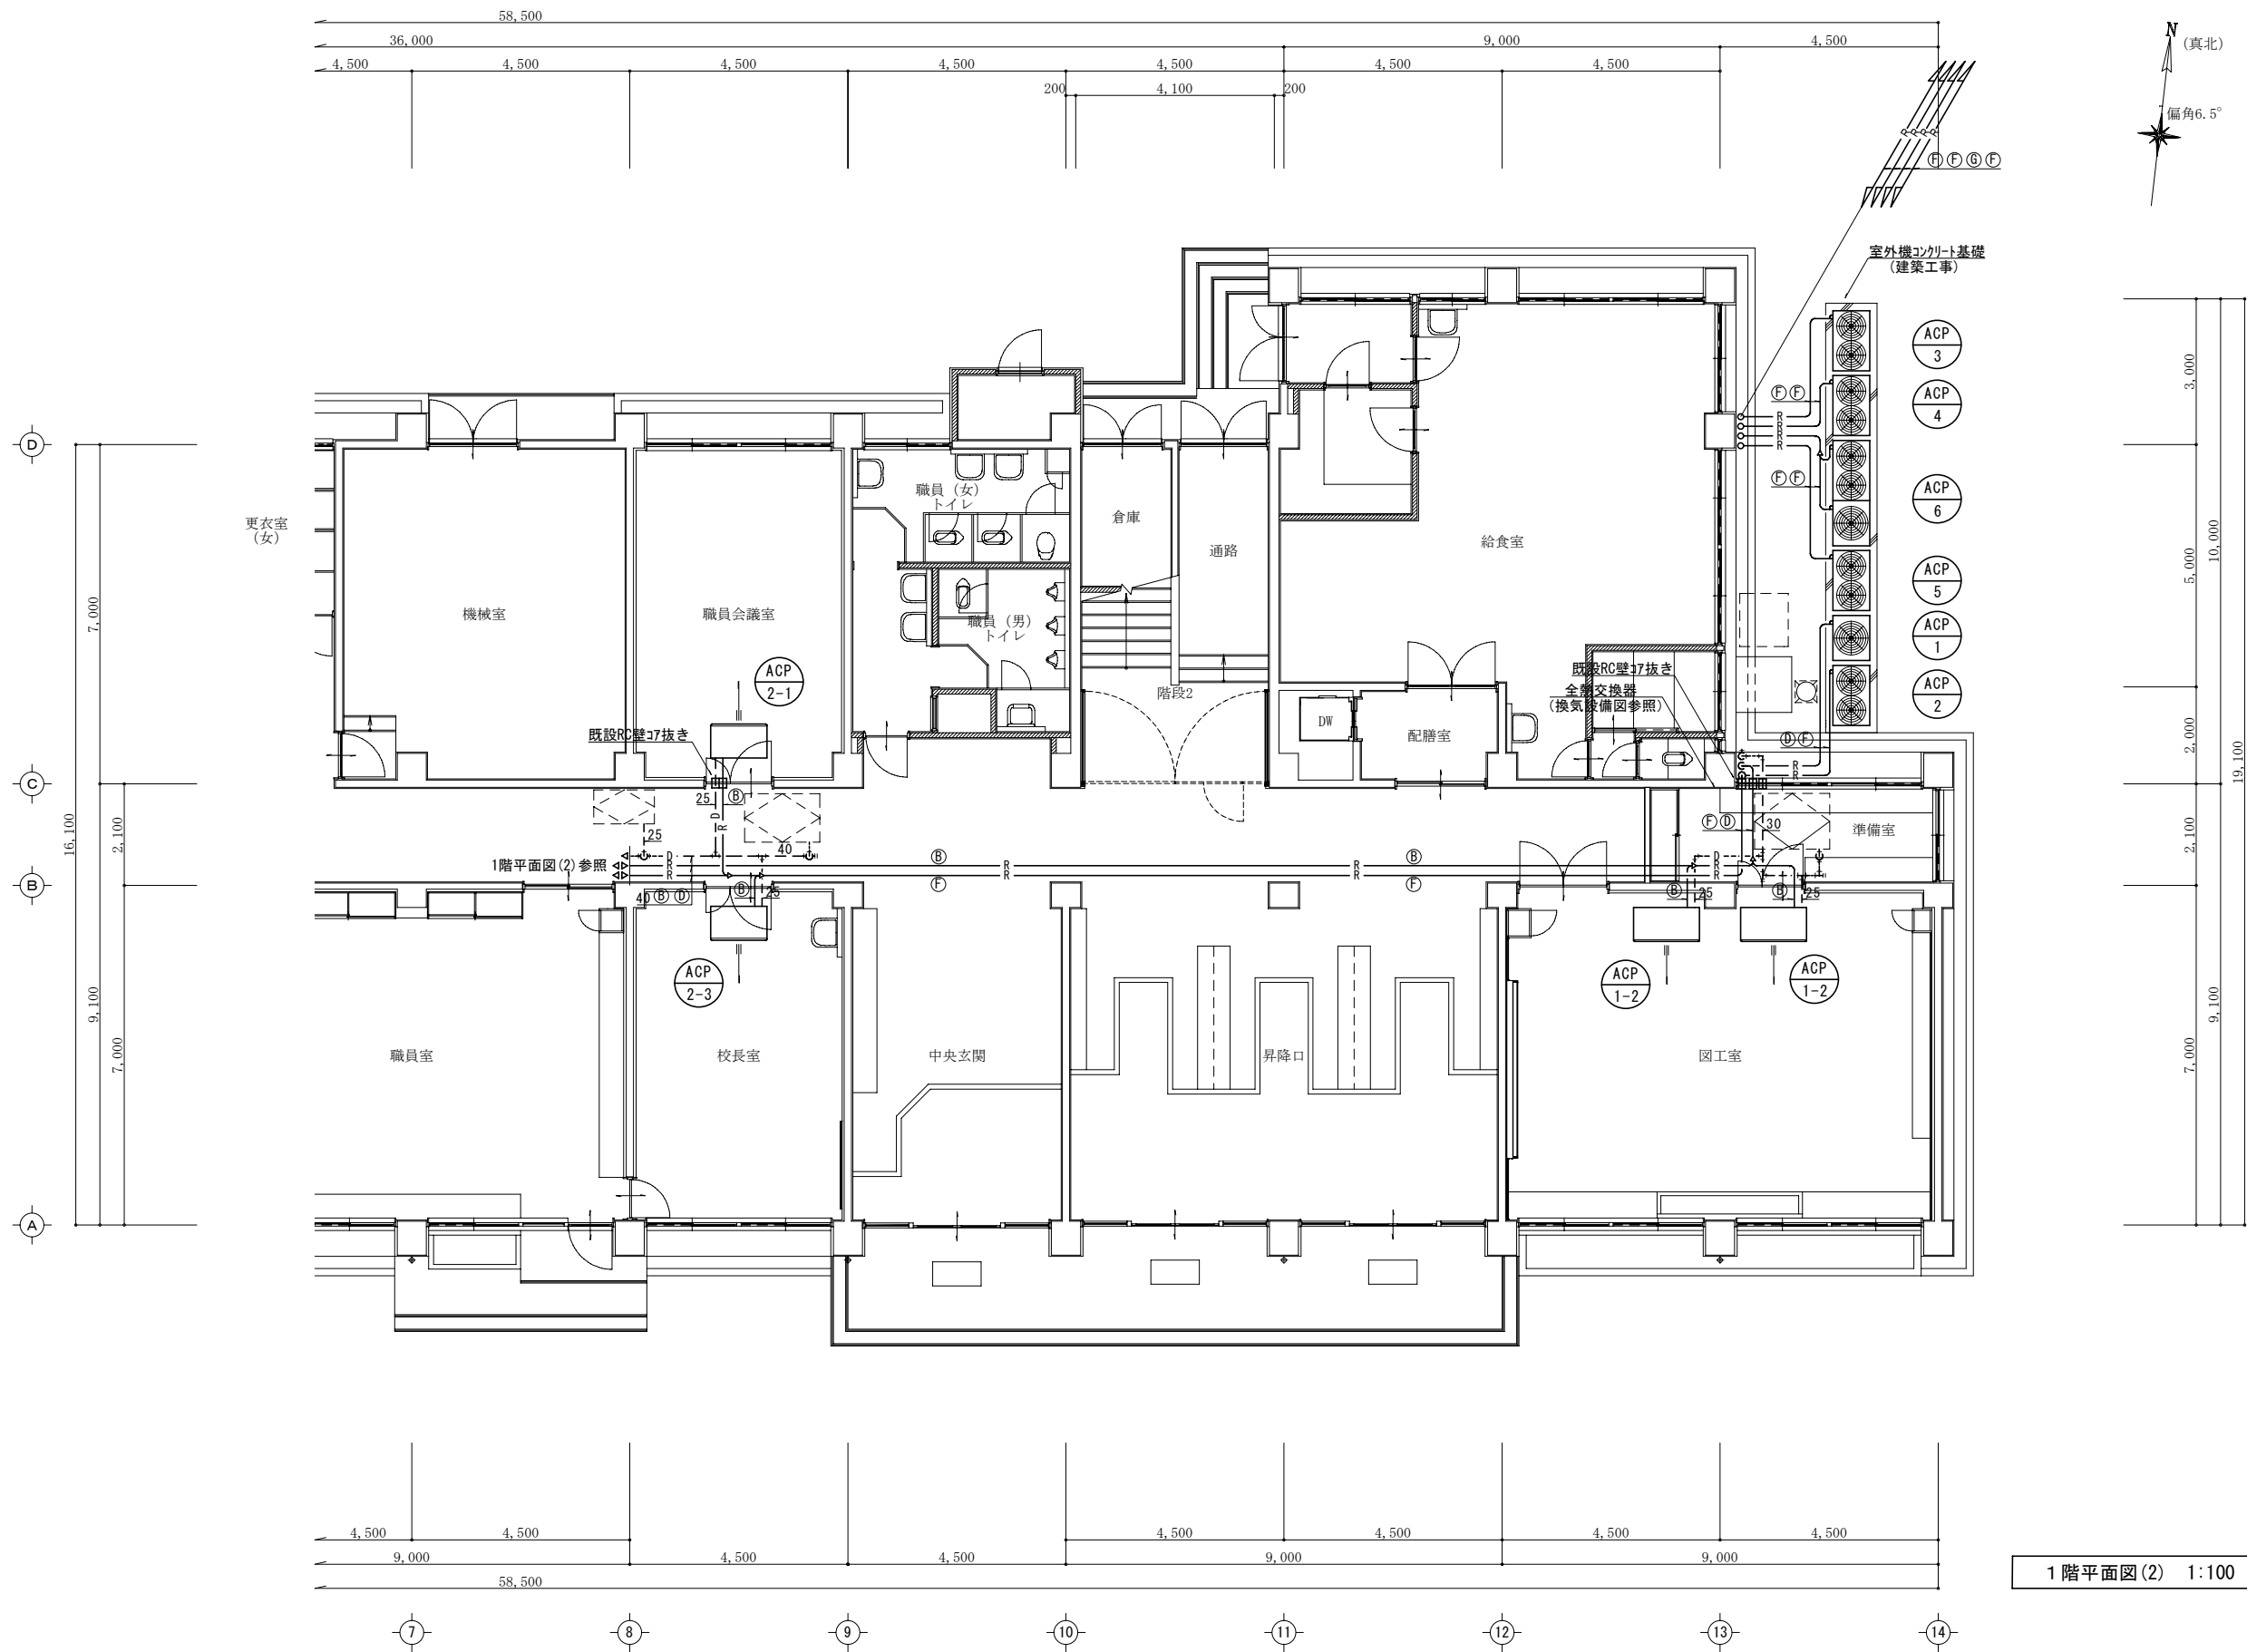 58,500
36,000
9,000
4,500
4,500
4,500
4,500
4,500
4,500
4,500
4,500
200
4,100
200
N
(真北)
偏角6.5°
R
R
R
R
Ⓕ Ⓕ Ⓖ Ⓕ
室外機コンクリート基礎
(建築工事)
ACP
3
ACP
4
ACP
6
ACP
5
ACP
1
ACP
2
Ⓕ Ⓕ
R
R
R
R
Ⓕ Ⓕ
Ⓓ Ⓕ
R
R
D
C
B
A
16,100
7,000
2,100
9,100
7,000
3,000
5,000
2,000
10,000
19,100
2,100
7,000
9,100
更衣室
(女)
機械室
職員会議室
職員(女)
トイレ
職員(男)
トイレ
倉庫
通路
給食室
階段2
DW
配膳室
既設RC壁コア抜き
全熱交換器
(換気設備図参照)
ACP
2-1
既設RC壁コア抜き
25
Ⓑ
D
R
25
40
1階平面図(2)参照
D
R
R
Ⓑ
R
R
Ⓕ
R
R
Ⓑ
Ⓕ
40 Ⓑ Ⓓ
Ⓑ
25
Ⓕ Ⓓ
30
準備室
D
R
R
Ⓑ
25
Ⓑ
25
ACP
2-3
ACP
1-2
ACP
1-2
職員室
校長室
中央玄関
昇降口
図工室
4,500
4,500
4,500
4,500
4,500
4,500
9,000
4,500
4,500
9,000
9,000
58,500
1階平面図(2) 1:100
7
8
9
10
11
12
13
14